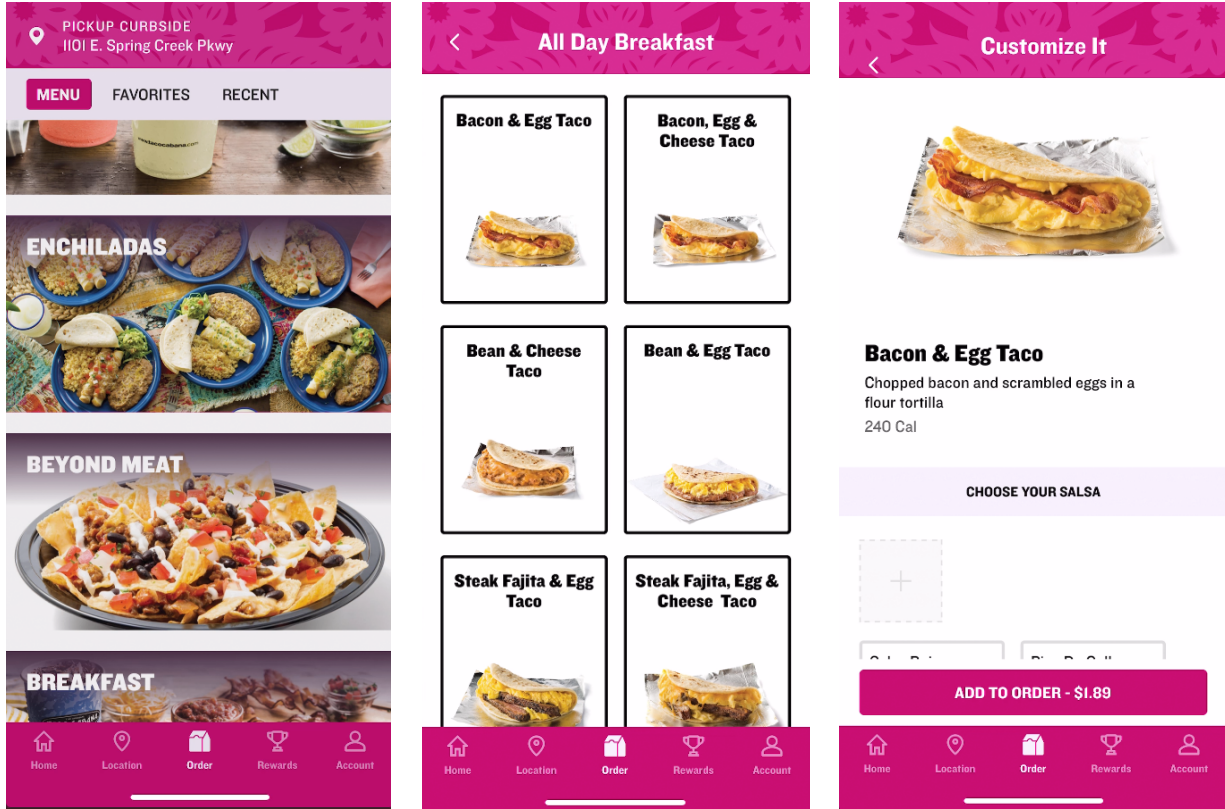 PICKUP CURBSIDE
1101 E. Spring Creek Pkwy
MENU FAVORITES RECENT
www.tacocabana.com
ENCHILADAS
BEYOND MEAT
BREAKFAST
Home Location Order Rewards Account
All Day Breakfast
Bacon & Egg Taco
Bacon, Egg &
Cheese Taco
Bean & Cheese
Taco
Bean & Egg Taco
Steak Fajita & Egg
Taco
Steak Fajita, Egg &
Cheese Taco
Home Location Order Rewards Account
Customize It
Bacon & Egg Taco
Chopped bacon and scrambled eggs in a
flour tortilla
240 Cal
CHOOSE YOUR SALSA
ADD TO ORDER - $1.89
Home Location Order Rewards Account